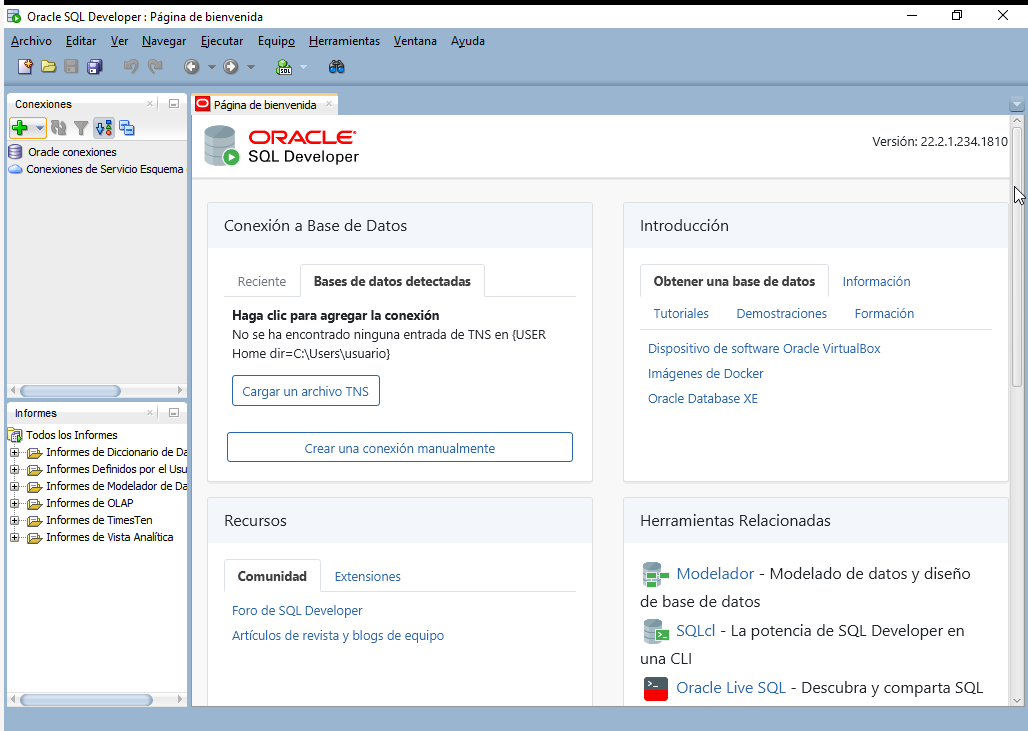 Oracle SQL Developer : Página de bienvenida
Archivo Editar Ver Navegar Ejecutar Equipo Herramientas Ventana Ayuda
SQL
Conexiones
Oracle conexiones
Conexiones de Servicio Esquema
Informes
Todos los Informes
Informes de Diccionario de Da
Informes Definidos por el Usu
Informes de Modelador de Da
Informes de OLAP
Informes de TimesTen
Informes de Vista Analítica
Página de bienvenida
ORACLE
SQL Developer
Versión: 22.2.1.234.1810
Conexión a Base de Datos
Reciente Bases de datos detectadas
Haga clic para agregar la conexión
No se ha encontrado ninguna entrada de TNS en {USER
Home dir=C:\Users\usuario}
Cargar un archivo TNS
Crear una conexión manualmente
Introducción
Obtener una base de datos Información
Tutoriales Demostraciones Formación
Dispositivo de software Oracle VirtualBox
Imágenes de Docker
Oracle Database XE
Recursos
Comunidad Extensiones
Foro de SQL Developer
Artículos de revista y blogs de equipo
Herramientas Relacionadas
Modelador - Modelado de datos y diseño
de base de datos
SQLcl - La potencia de SQL Developer en
una CLI
Oracle Live SQL - Descubra y comparta SQL